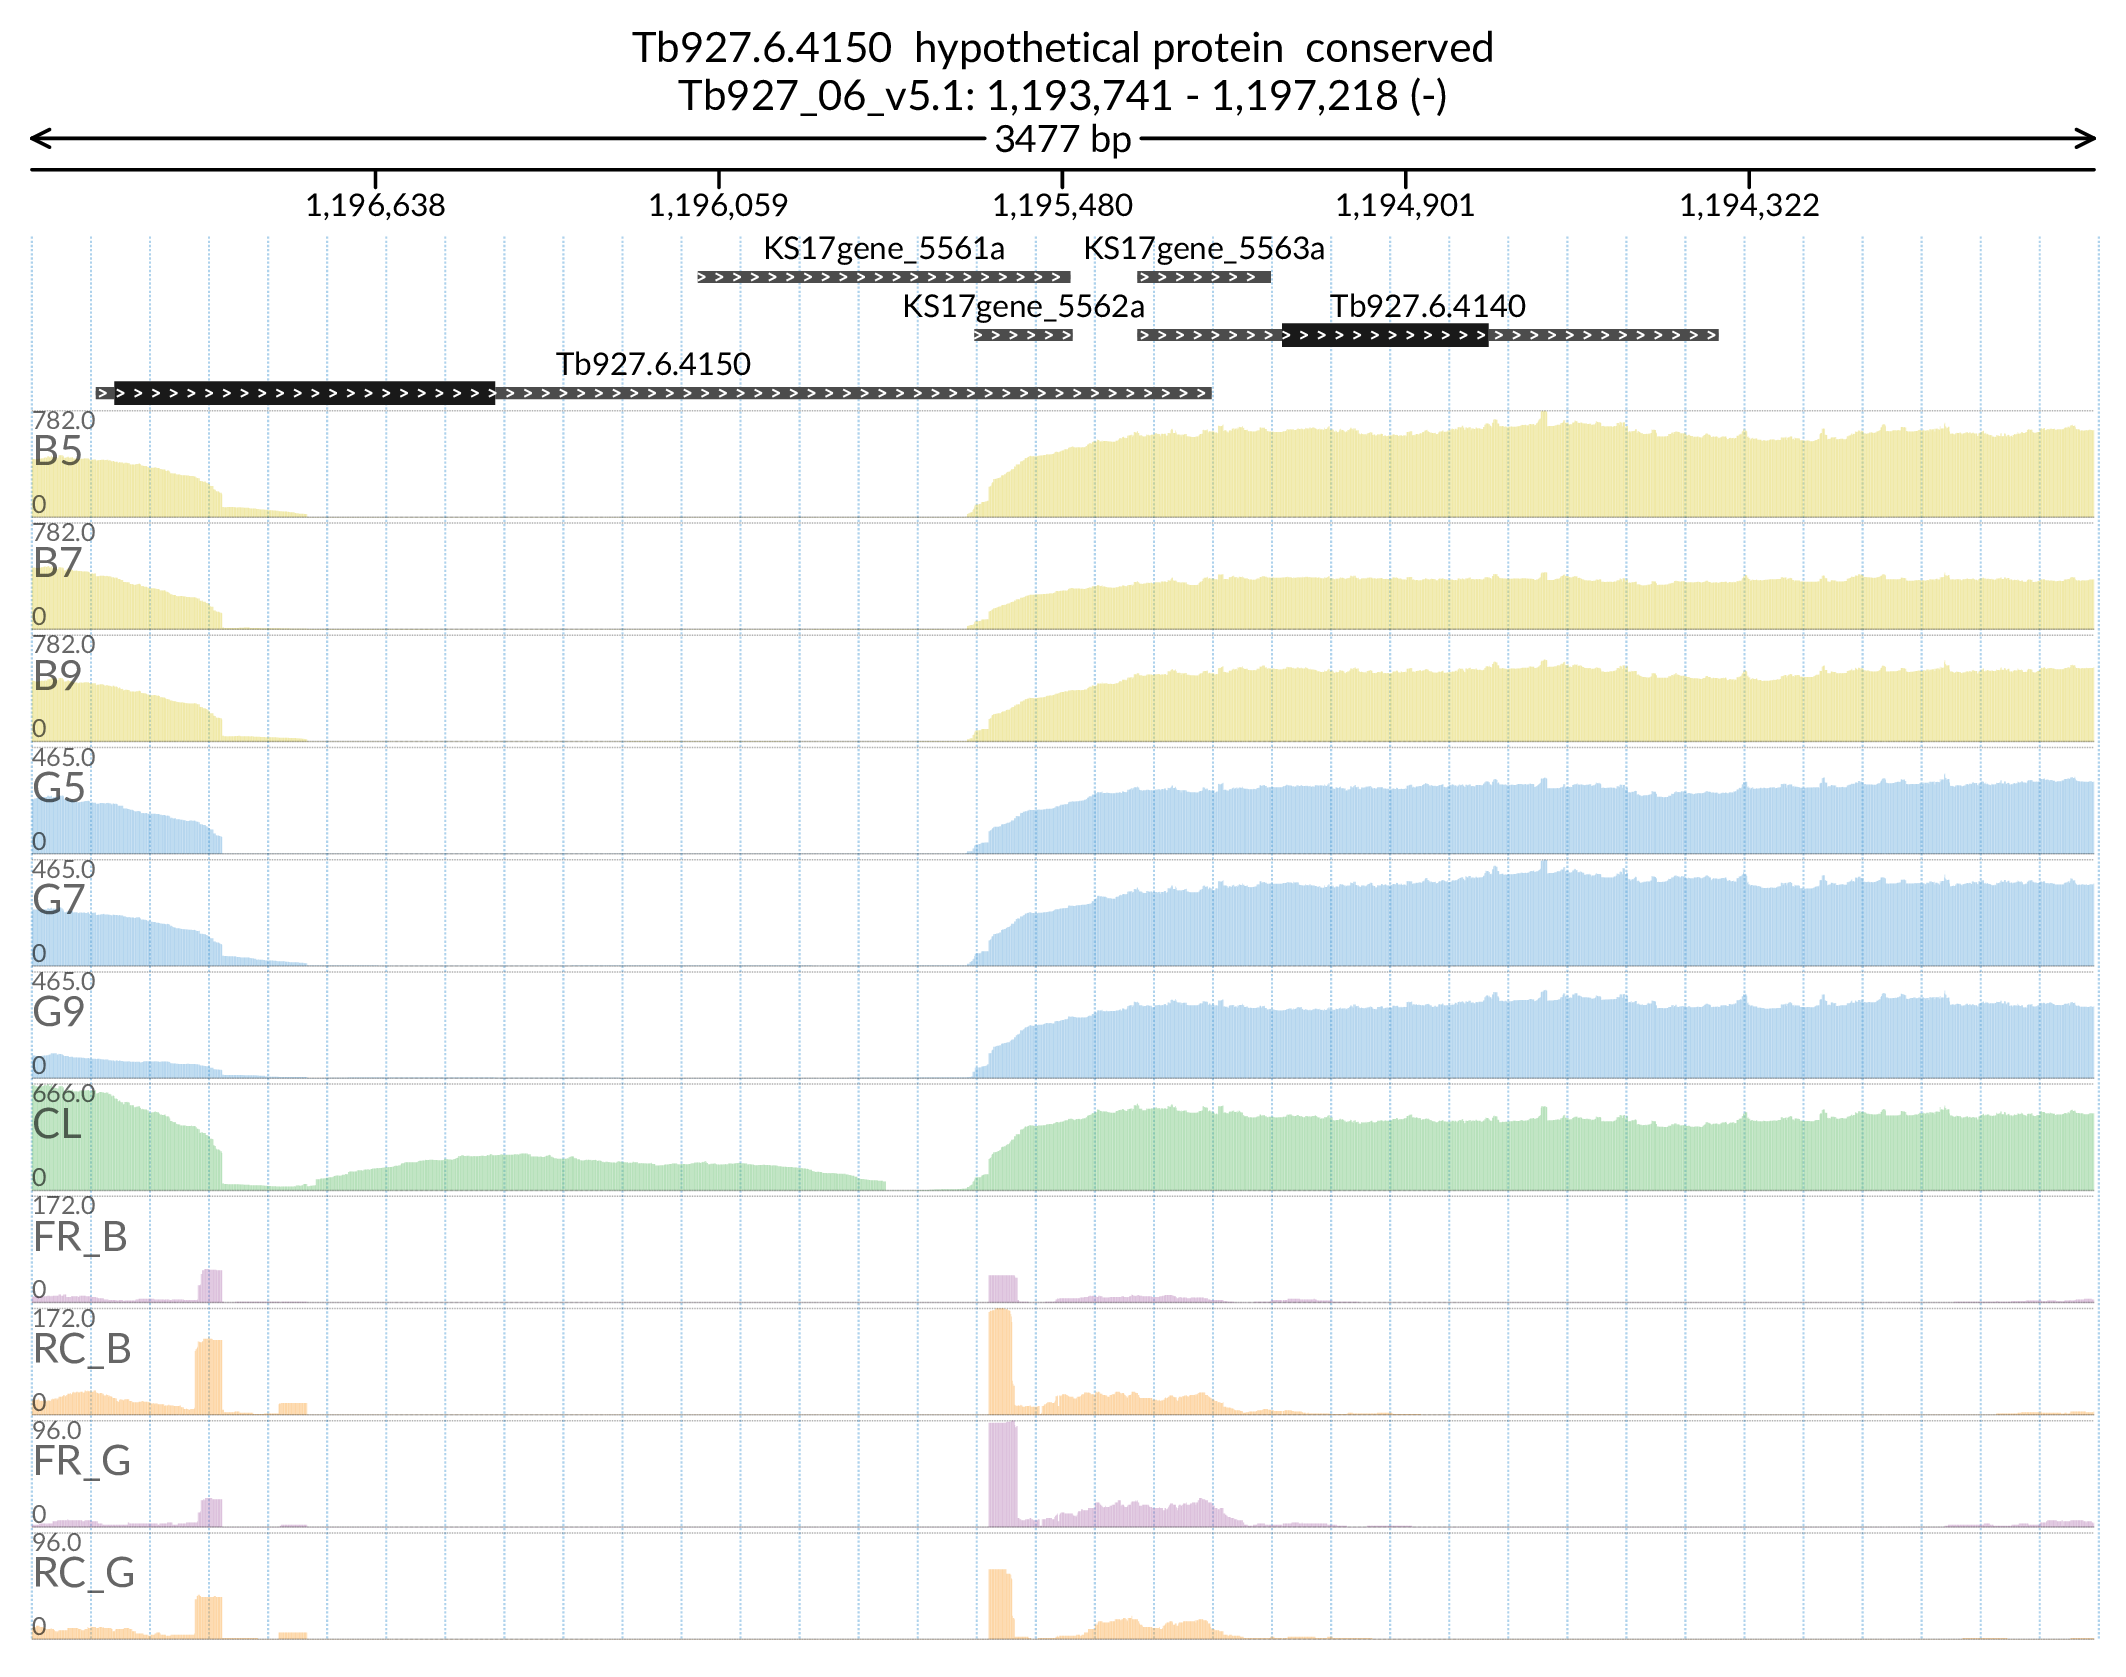 Tb927.6.4150  hypothetical protein  conserved
Tb927_06_v5.1: 1,193,741 - 1,197,218 (-)
3477 bp
1,196,638 1,196,059 1,195,480 1,194,901 1,194,322
KS17gene_5561a KS17gene_5563a
KS17gene_5562a Tb927.6.4140
Tb927.6.4150
782.0
B5
0
782.0
B7
0
782.0
B9
0
465.0
G5
0
465.0
G7
0
465.0
G9
0
666.0
CL
0
172.0
FR_B
0
172.0
RC_B
0
96.0
FR_G
0
96.0
RC_G
0